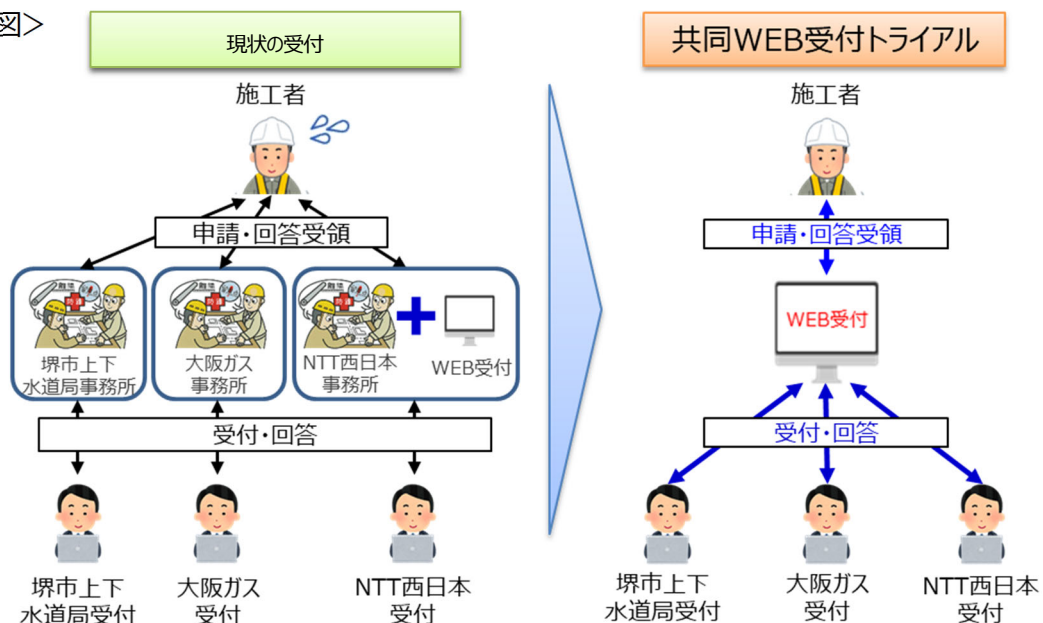 図>
現状の受付
施工者
申請・回答受領
堺市上下
水道局事務所
大阪ガス
事務所
NTT西日本
事務所
WEB受付
受付・回答
堺市上下
水道局受付
大阪ガス
受付
NTT西日本
受付
共同WEB受付トライアル
施工者
申請・回答受領
WEB受付
受付・回答
堺市上下
水道局受付
大阪ガス
受付
NTT西日本
受付